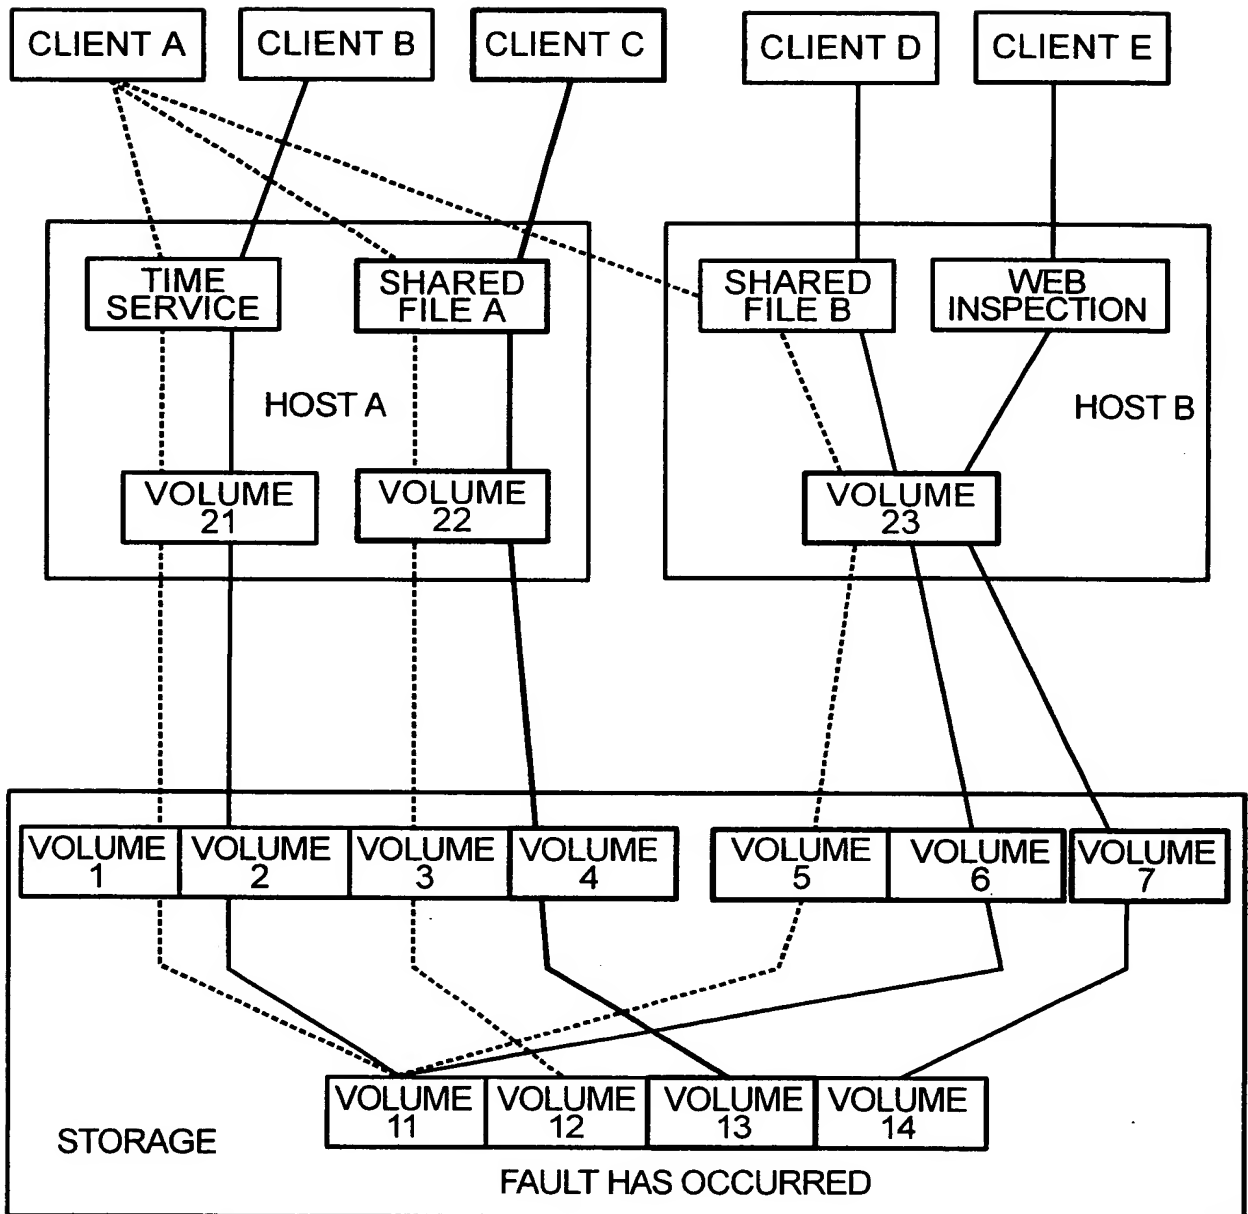 CLIENT A
CLIENT B
CLIENT C
CLIENT D
CLIENT E
TIME
SERVICE
SHARED
FILE A
SHARED
FILE B
WEB
INSPECTION
HOST A
HOST B
VOLUME
21
VOLUME
22
VOLUME
23
VOLUME
1
VOLUME
2
VOLUME
3
VOLUME
4
VOLUME
5
VOLUME
6
VOLUME
7
VOLUME
11
VOLUME
12
VOLUME
13
VOLUME
14
STORAGE
FAULT HAS OCCURRED